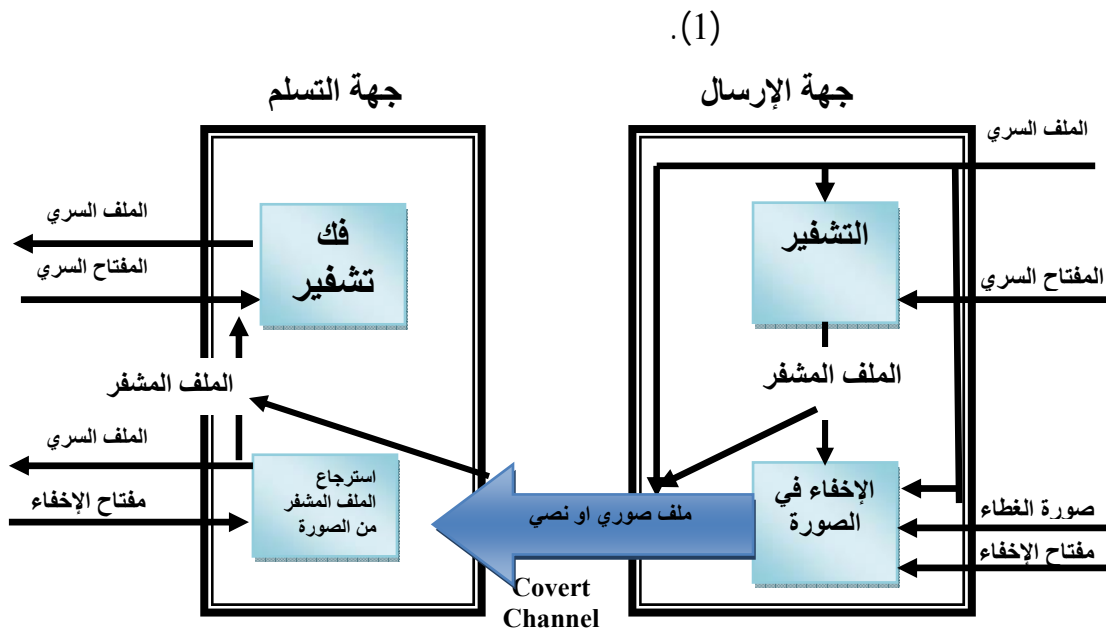 (1).
جهة الإرسال
جهة التسلم
الملف السري
التشفير
المفتاح السري
الملف المشفر
الإخفاء في
الصورة
صورة الغطاء
مفتاح الإخفاء
ملف صوري او نصي
Covert
Channel
الملف السري
فك
تشفير
المفتاح السري
الملف المشفر
الملف السري
استرجاع
الملف المشفر
من الصورة
مفتاح الإخفاء